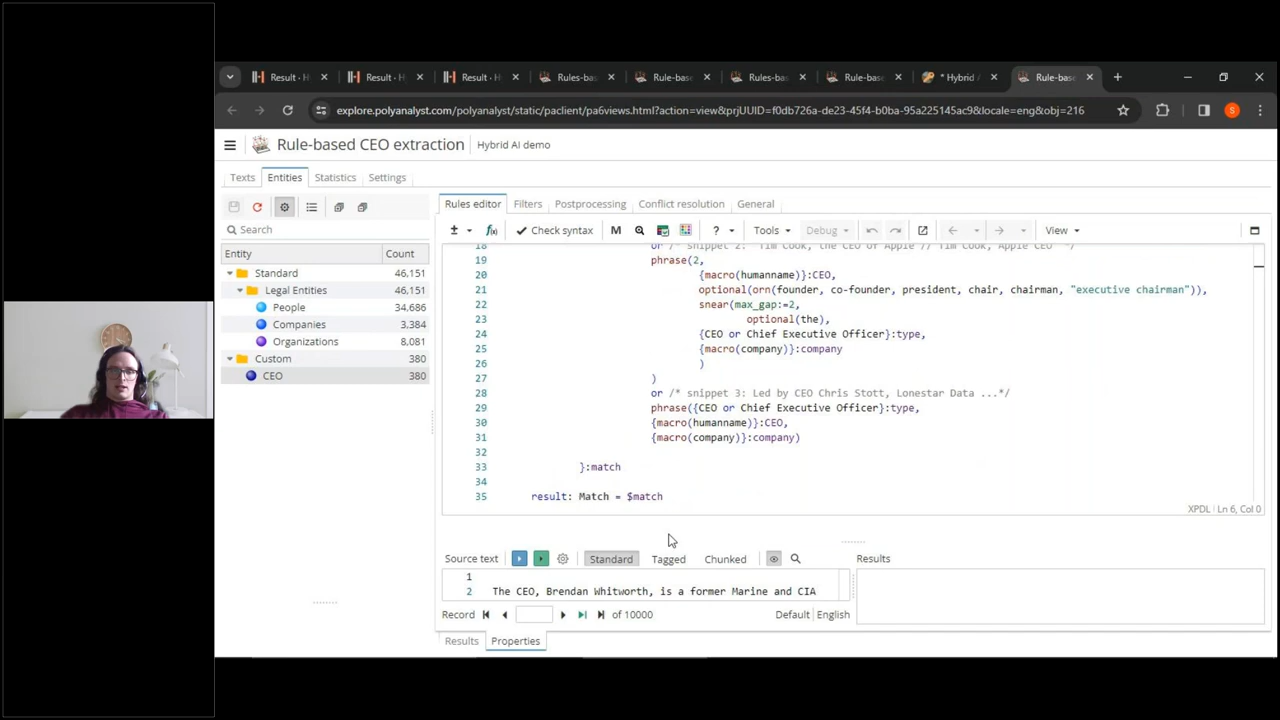 Result - H
Result - H
Result - H
Rules-bas
Rule-base
Rules-bas
Rule-base
* Hybrid
Rule-base
explore.polyanalyst.com/polyanalyst/static/paclient/pa6views.html?action=view&prjUUID=f0db726a-de23-45f4-b0ba-95a225145ac9&locale=eng&obj=216
S
Rule-based CEO extraction
Hybrid AI demo
Texts
Entities
Statistics
Settings
Search
Entity Count
Standard 46,151
Legal Entities 46,151
People 34,686
Companies 3,384
Organizations 8,081
Custom 380
CEO 380
Rules editor
Filters
Postprocessing
Conflict resolution
General
Check syntax
M
?
Tools
Debug
View
18 or /* snippet 2: "Tim Cook, the CEO of Apple // Tim Cook, Apple CEO" */
19 phrase(2,
20 {macro(humanname)}:CEO,
21 optional(orn(founder, co-founder, president, chair, chairman, "executive chairman")),
22 snear(max_gap:=2,
23 optional(the),
24 {CEO or Chief Executive Officer}:type,
25 {macro(company)}:company
26 )
27 )
28 or /* snippet 3: Led by CEO Chris Stott, Lonestar Data ...*/
29 phrase({CEO or Chief Executive Officer}:type,
30 {macro(humanname)}:CEO,
31 {macro(company)}:company)
32
33 }:match
34
35 result: Match = $match
XPDL Ln 6, Col 0
Source text
Standard
Tagged
Chunked
Results
1
2 The CEO, Brendan Whitworth, is a former Marine and CIA
Record
of 10000
Default
English
Results
Properties